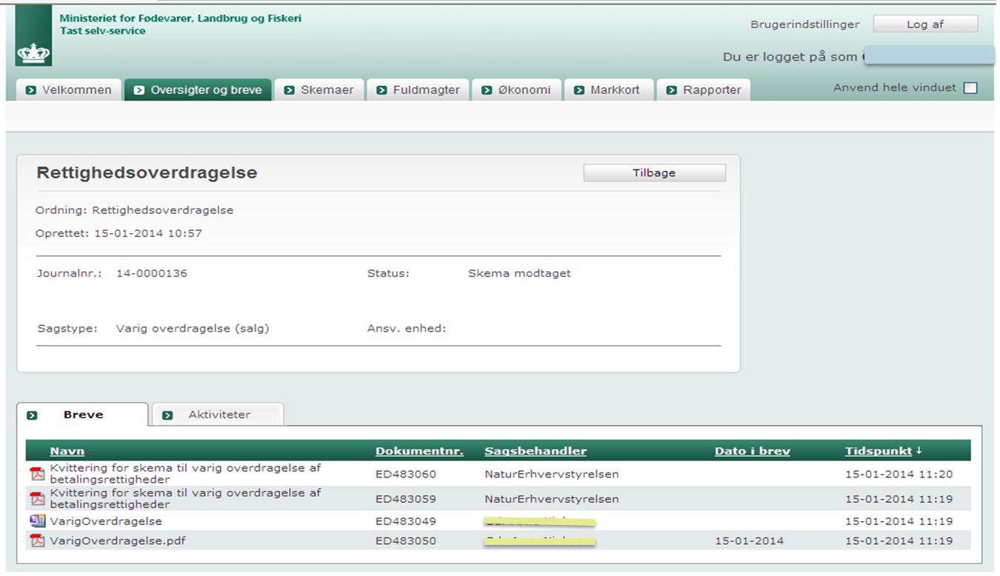 Ministeriet for Fødevarer, Landbrug og Fiskeri
Tast selv-service
Brugerindstillinger
Log af
Du er logget på som
Velkommen
Oversigter og breve
Skemaer
Fuldmagter
Økonomi
Markkort
Rapporter
Anvend hele vinduet
Rettighedsoverdragelse
Tilbage
Ordning: Rettighedsoverdragelse
Oprettet: 15-01-2014 10:57
Journalnr.: 14-0000136 Status: Skema modtaget
Sagstype: Varig overdragelse (salg) Ansv. enhed:
Breve
Aktiviteter
Navn Dokumentnr. Sagsbehandler Dato i brev Tidspunkt ↓
Kvittering for skema til varig overdragelse af
betalingsrettigheder ED483060 NaturErhvervstyrelsen 15-01-2014 11:20
Kvittering for skema til varig overdragelse af
betalingsrettigheder ED483059 NaturErhvervstyrelsen 15-01-2014 11:19
VarigOverdragelse ED483049 15-01-2014 11:19
VarigOverdragelse.pdf ED483050 15-01-2014 15-01-2014 11:19